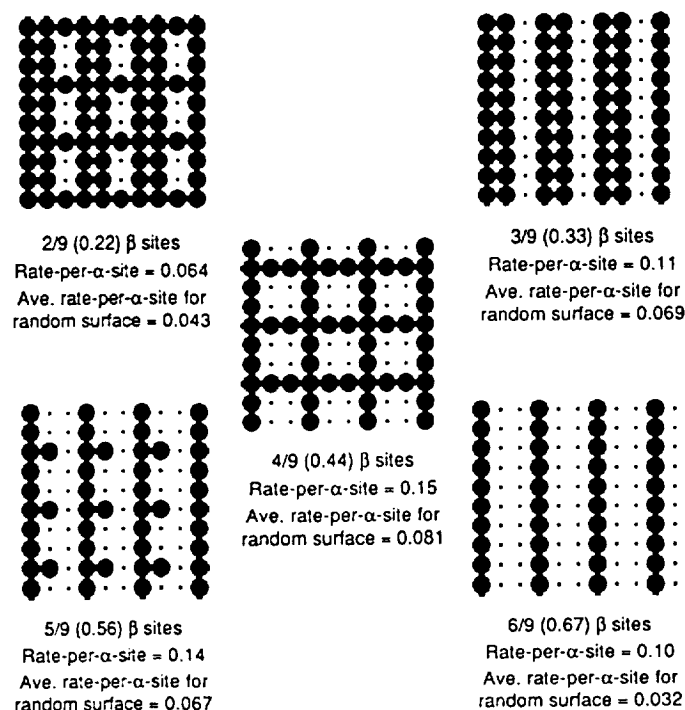 2/9 (0.22) β sites
Rate-per-α-site = 0.064
Ave. rate-per-α-site for
random surface = 0.043
3/9 (0.33) β sites
Rate-per-α-site = 0.11
Ave. rate-per-α-site for
random surface = 0.069
4/9 (0.44) β sites
Rate-per-α-site = 0.15
Ave. rate-per-α-site for
random surface = 0.081
5/9 (0.56) β sites
Rate-per-α-site = 0.14
Ave. rate-per-α-site for
random surface = 0.067
6/9 (0.67) β sites
Rate-per-α-site = 0.10
Ave. rate-per-α-site for
random surface = 0.032